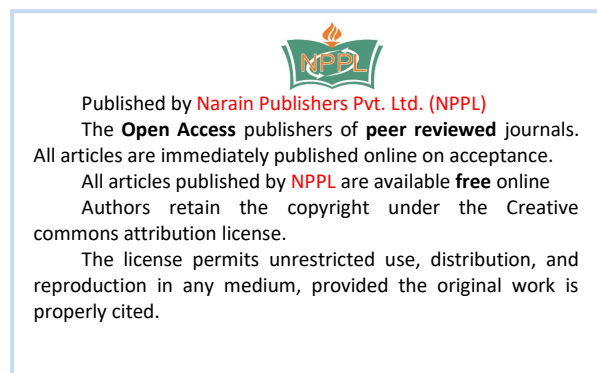 NPPL
Published by Narain Publishers Pvt. Ltd. (NPPL)
The Open Access publishers of peer reviewed journals.
All articles are immediately published online on acceptance.
All articles published by NPPL are available free online
Authors retain the copyright under the Creative
commons attribution license.
The license permits unrestricted use, distribution, and
reproduction in any medium, provided the original work is
properly cited.